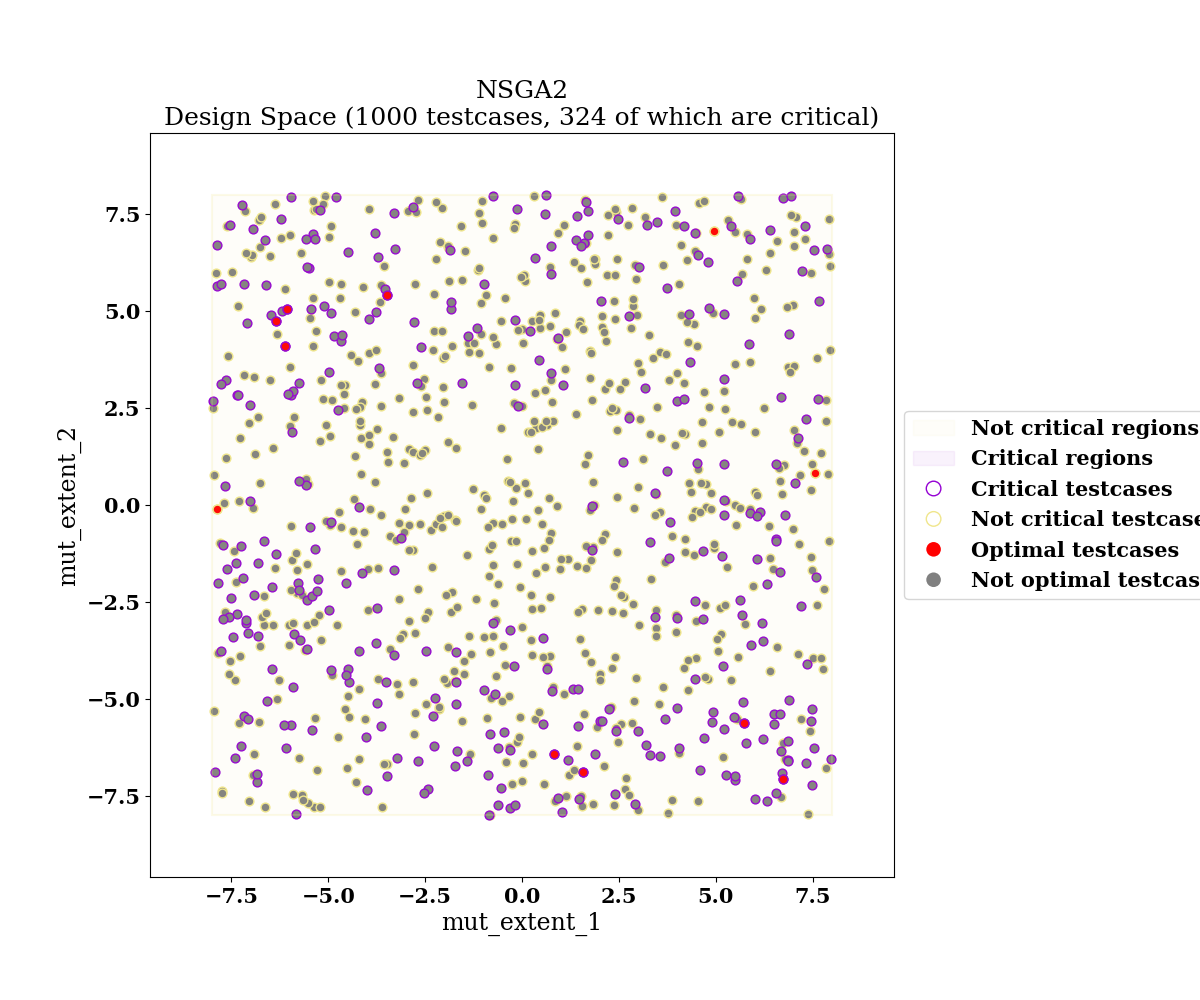 NSGA2
Design Space (1000 testcases, 324 of which are critical)
mut_extent_2
7.5
5.0
2.5
0.0
−2.5
−5.0
−7.5
−7.5
−5.0
−2.5
0.0
2.5
5.0
7.5
mut_extent_1
Not critical regions
Critical regions
Critical testcases
Not critical testcase
Optimal testcases
Not optimal testcas